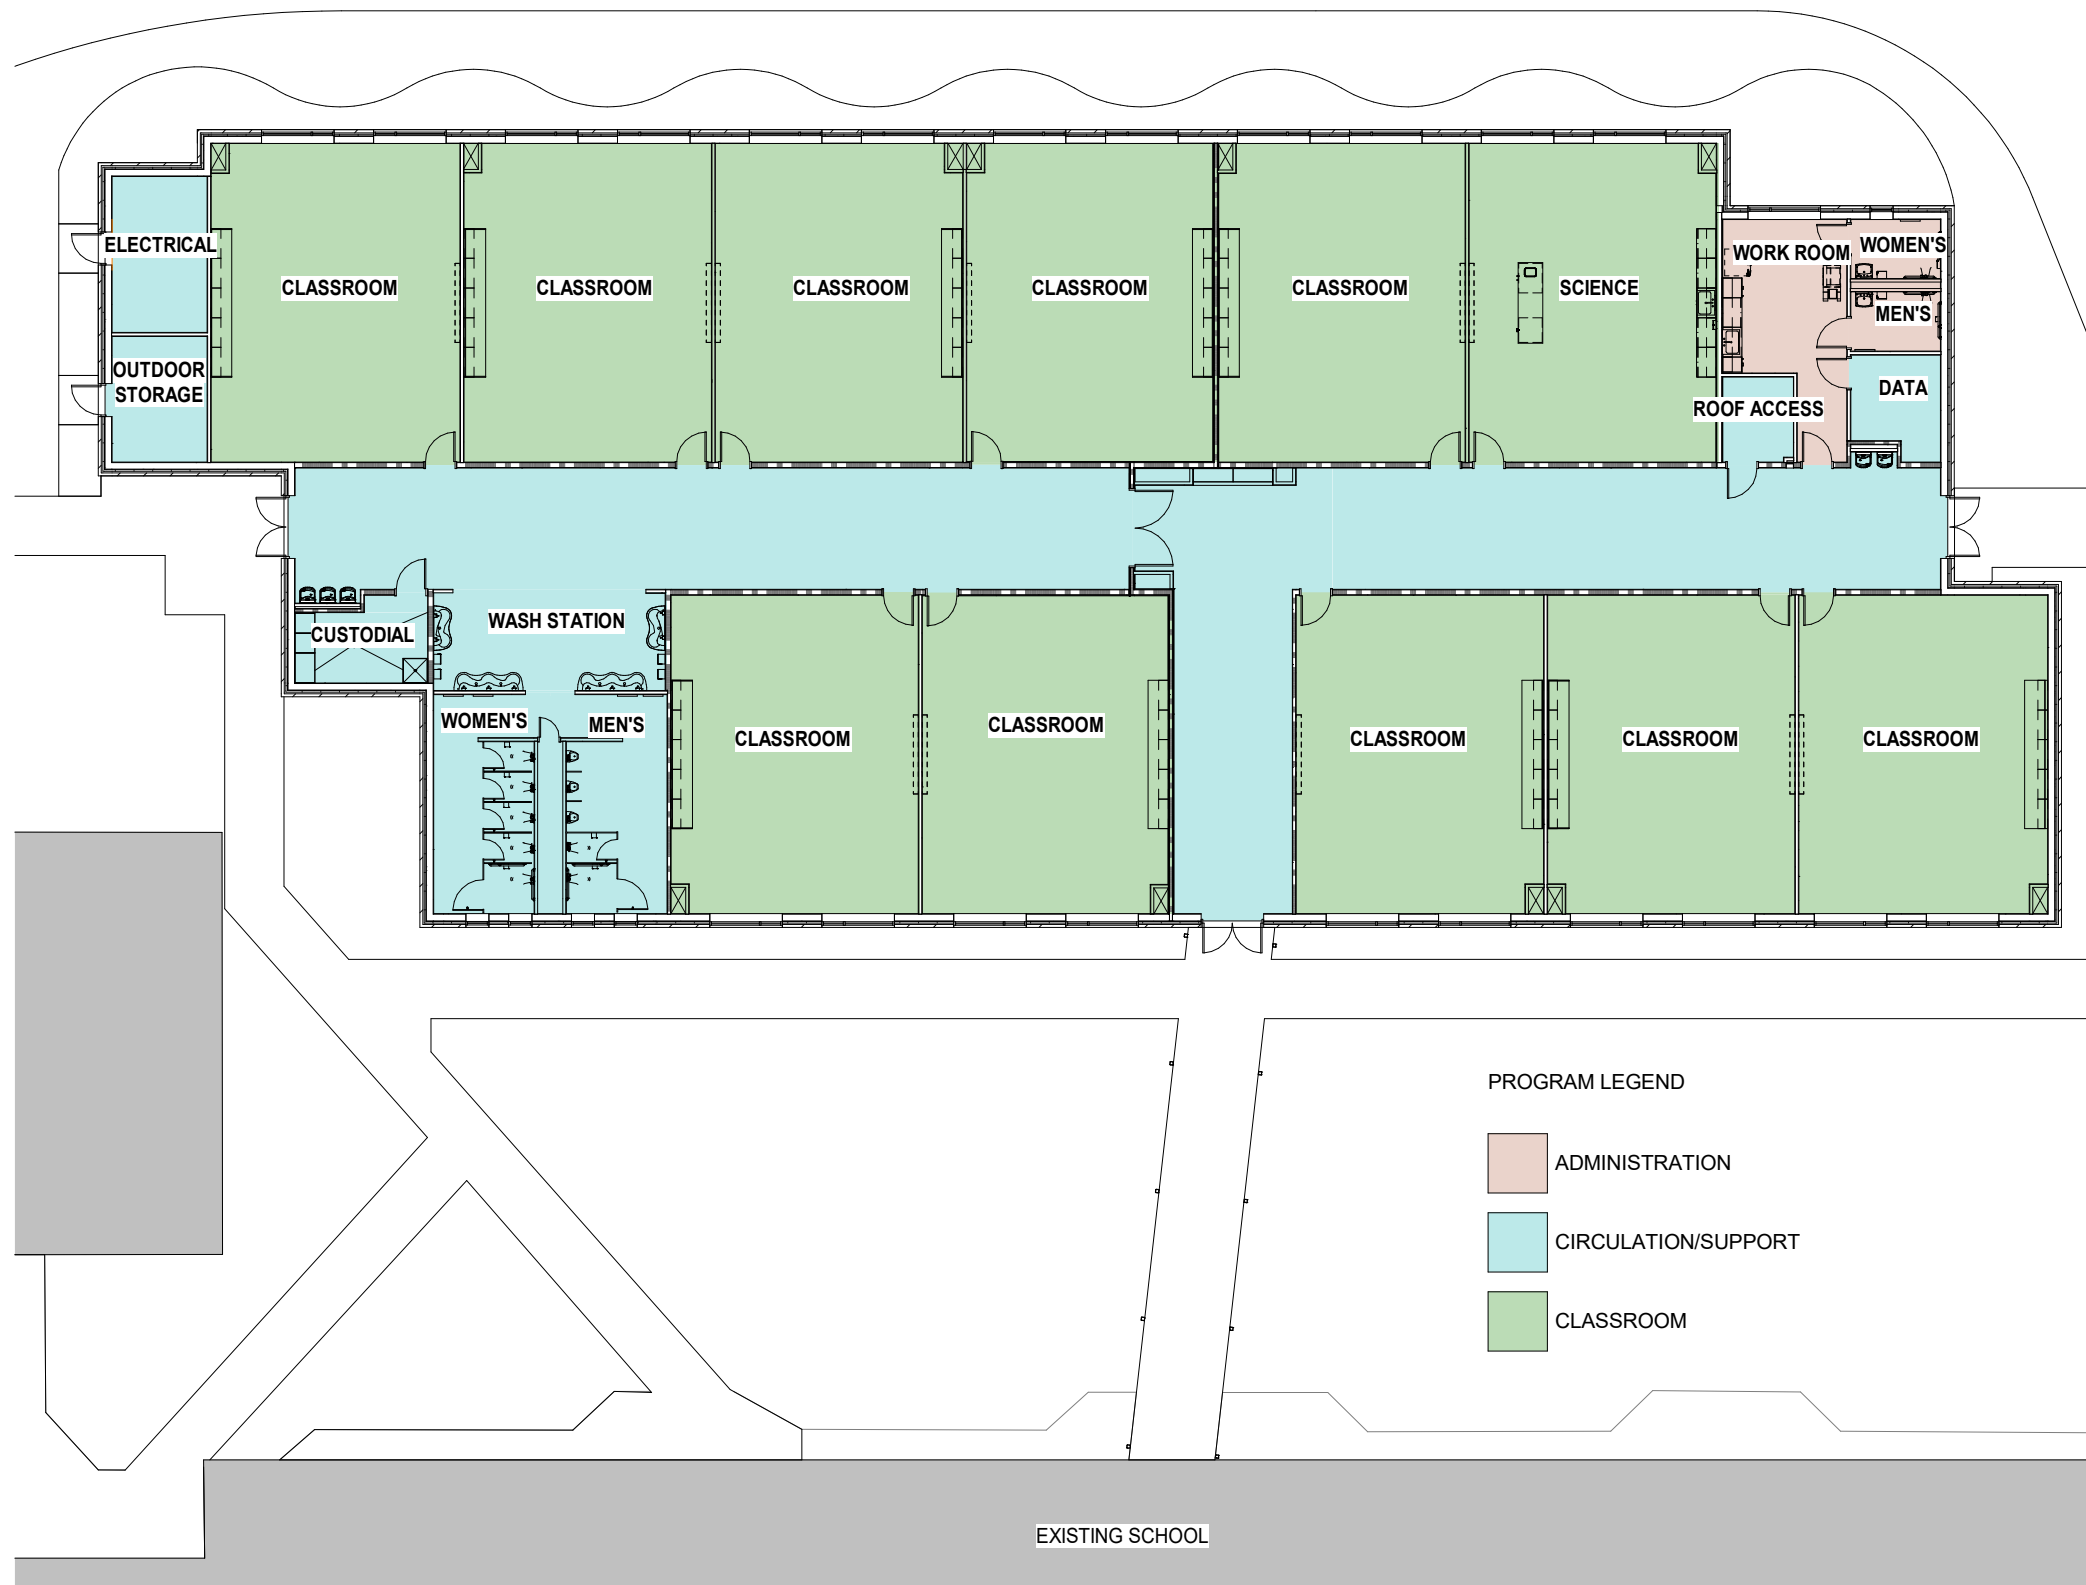 ELECTRICAL
OUTDOOR
STORAGE
CLASSROOM
CLASSROOM
CLASSROOM
CLASSROOM
CLASSROOM
SCIENCE
WORK ROOM
WOMEN'S
MEN'S
DATA
ROOF ACCESS
CUSTODIAL
WASH STATION
WOMEN'S
MEN'S
CLASSROOM
CLASSROOM
CLASSROOM
CLASSROOM
CLASSROOM
PROGRAM LEGEND
ADMINISTRATION
CIRCULATION/SUPPORT
CLASSROOM
EXISTING SCHOOL